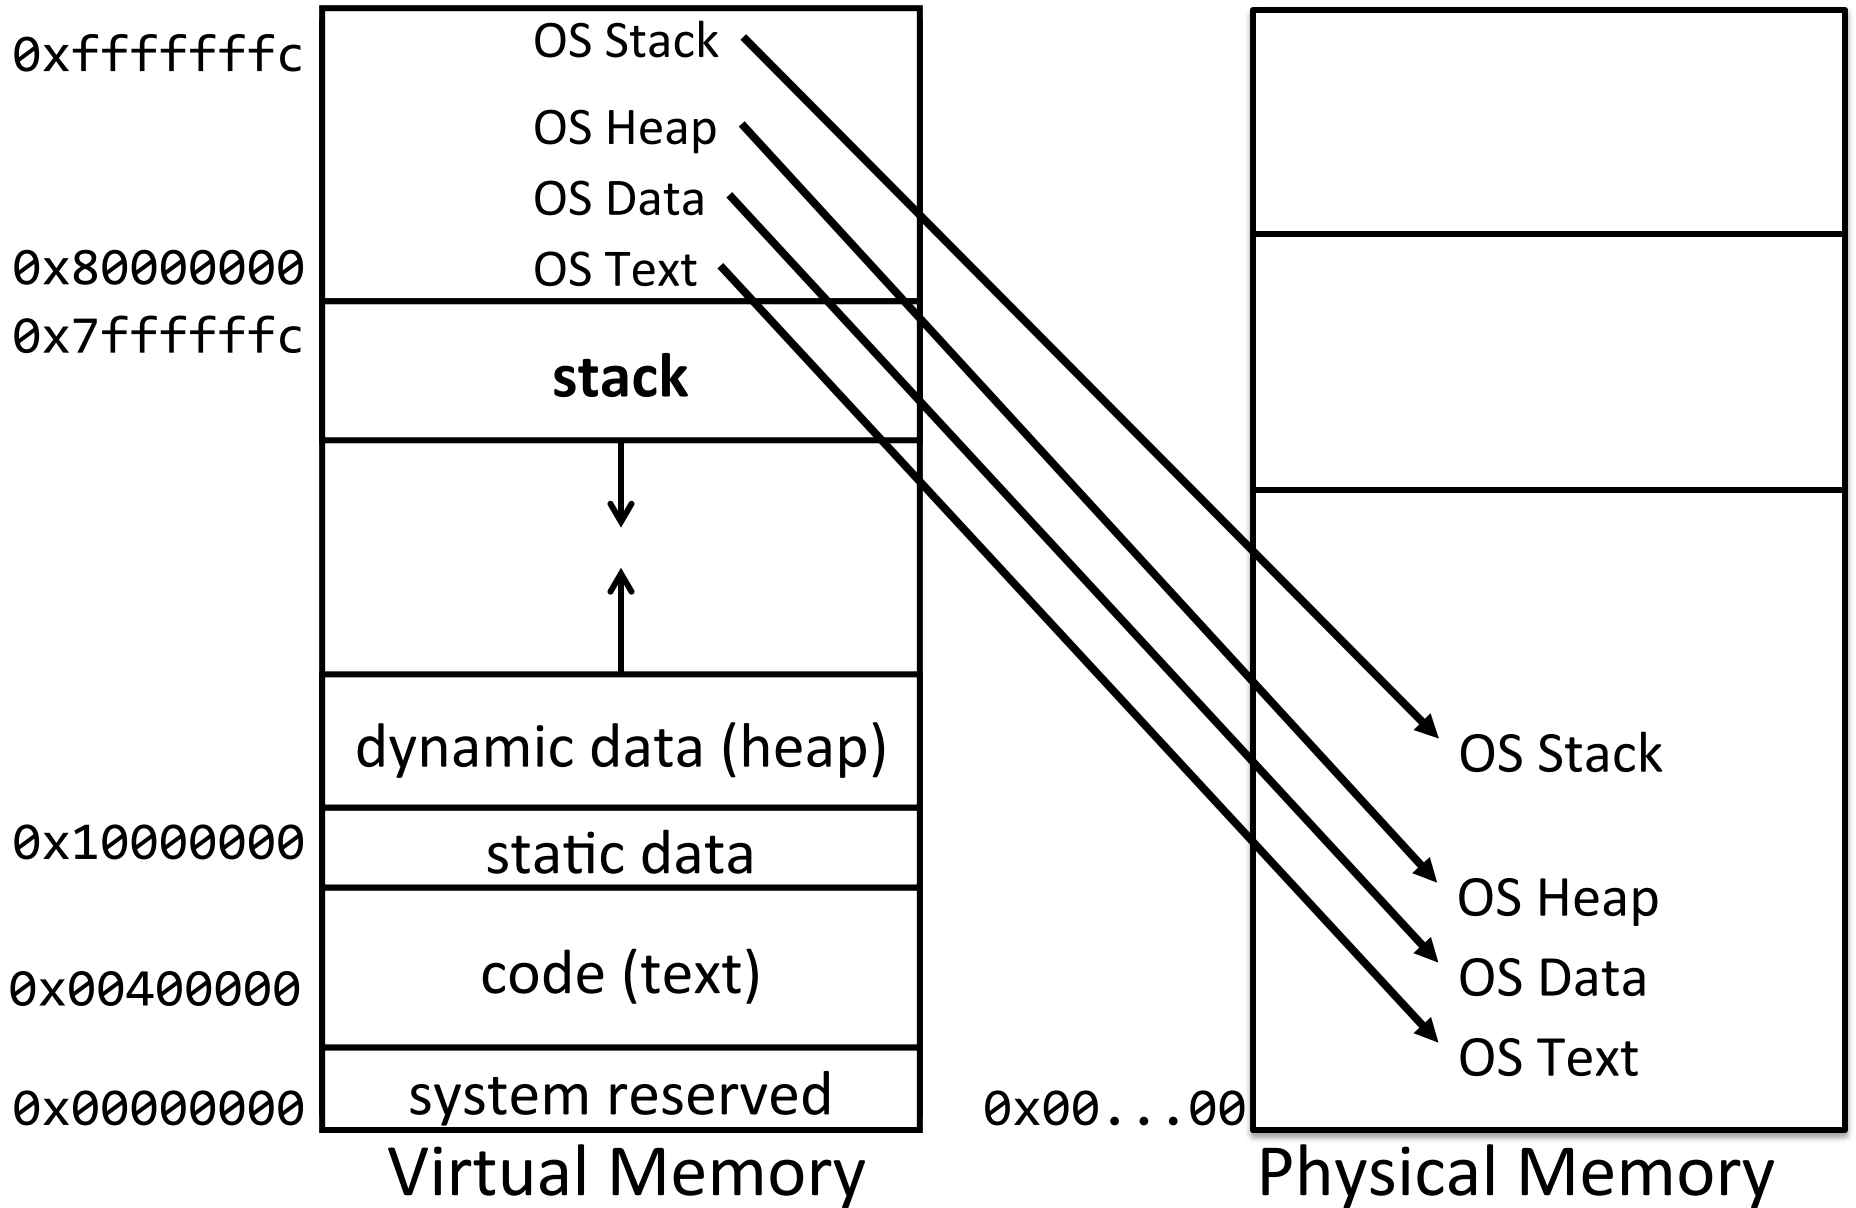 0xfffffffc
OS Stack
OS Heap
OS Data
0x80000000
OS Text
0x7ffffffc
stack
dynamic data (heap)
0x10000000
static data
code (text)
0x00400000
system reserved
0x00000000
Virtual Memory
OS Stack
OS Heap
OS Data
OS Text
0x00...00
Physical Memory